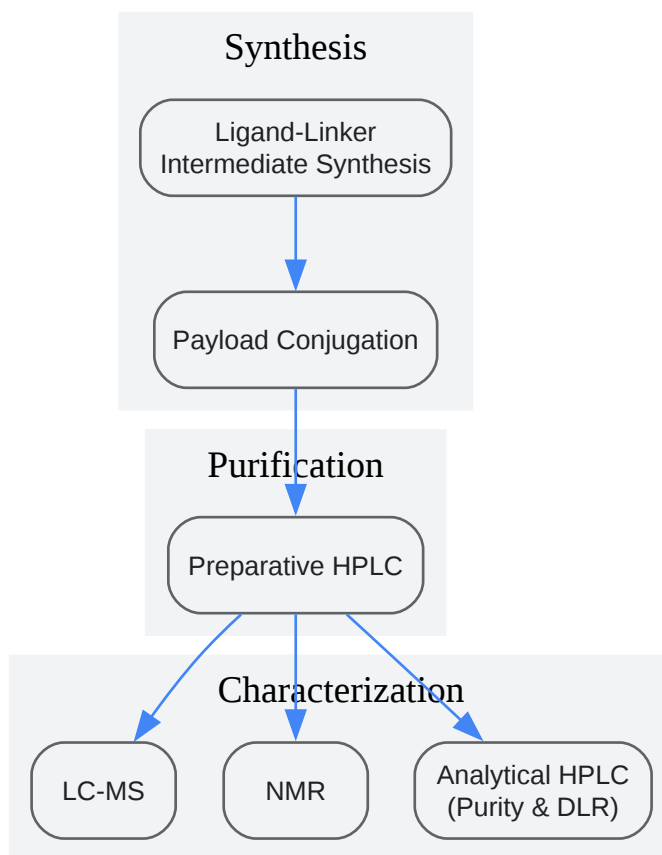 Synthesis
Ligand-Linker
Intermediate Synthesis
Payload Conjugation
Purification
Preparative HPLC
Characterization
LC-MS
NMR
Analytical HPLC
(Purity & DLR)